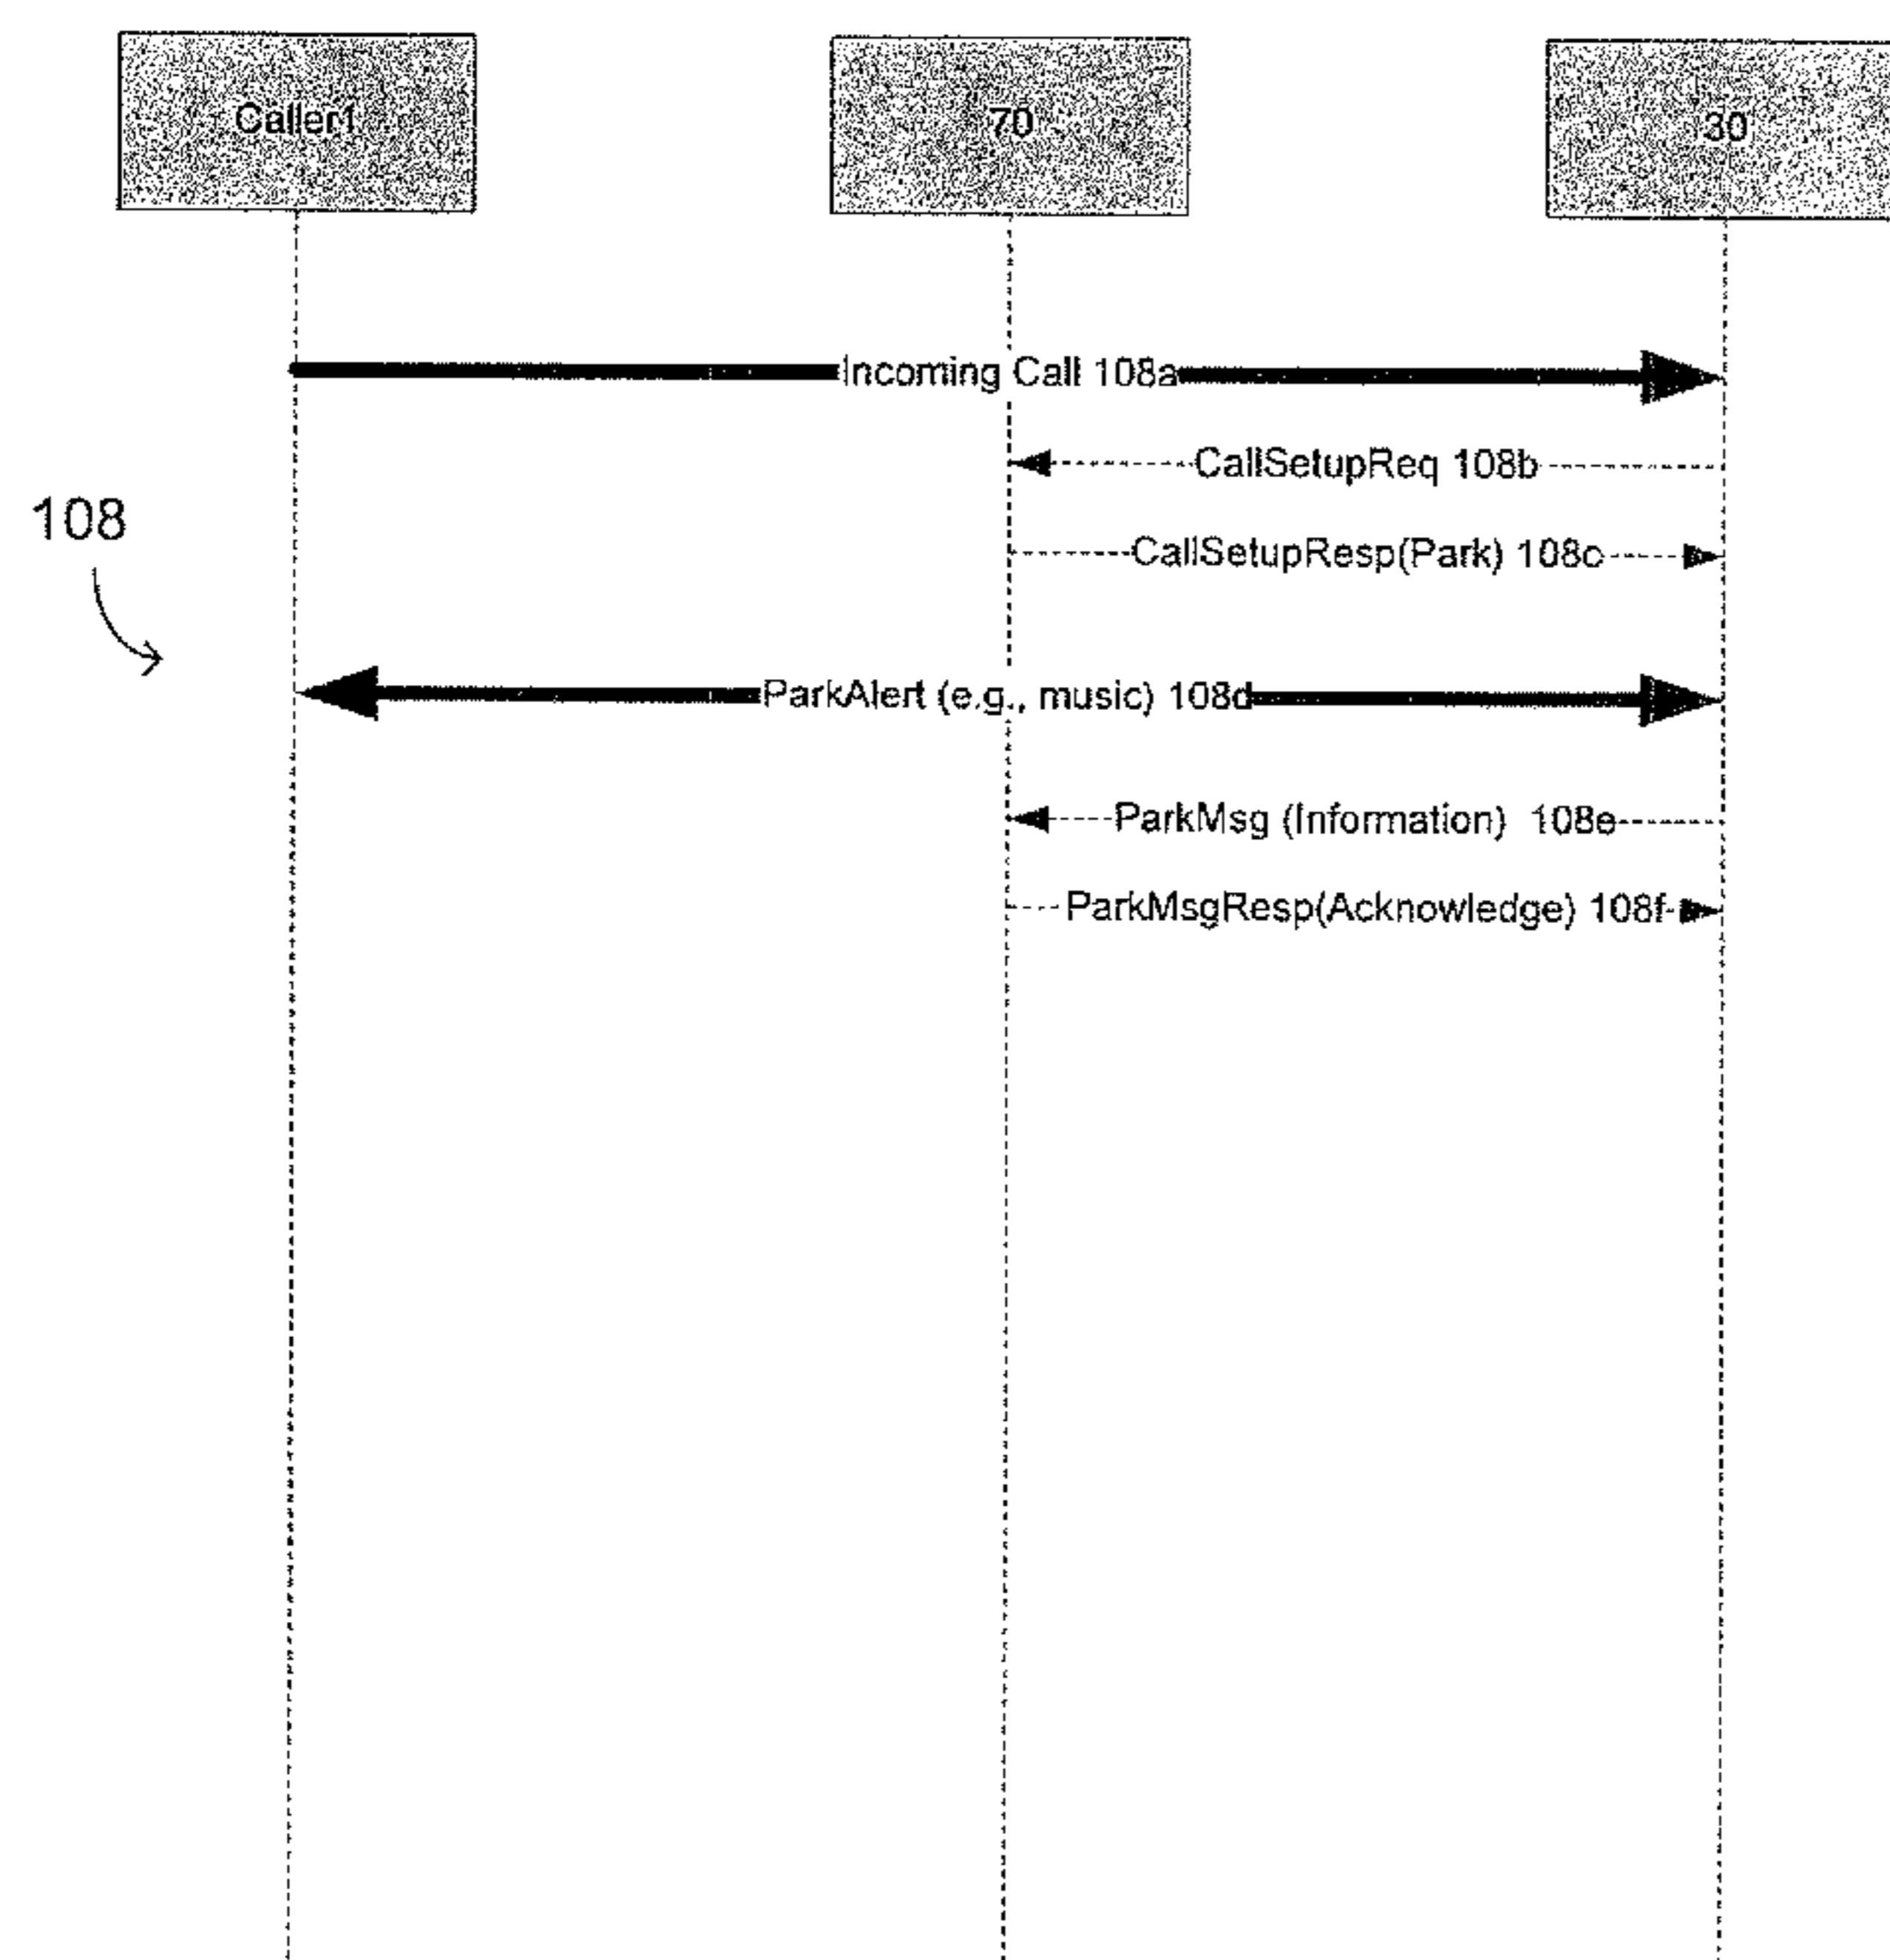 Caller1
70
30
Incoming Call 108a
CallSetupReq 108b
108
CallSetupResp(Park) 108c
ParkAlert (e.g., music) 108d
ParkMsg (Information) 108e
ParkMsgResp(Acknowledge) 108f